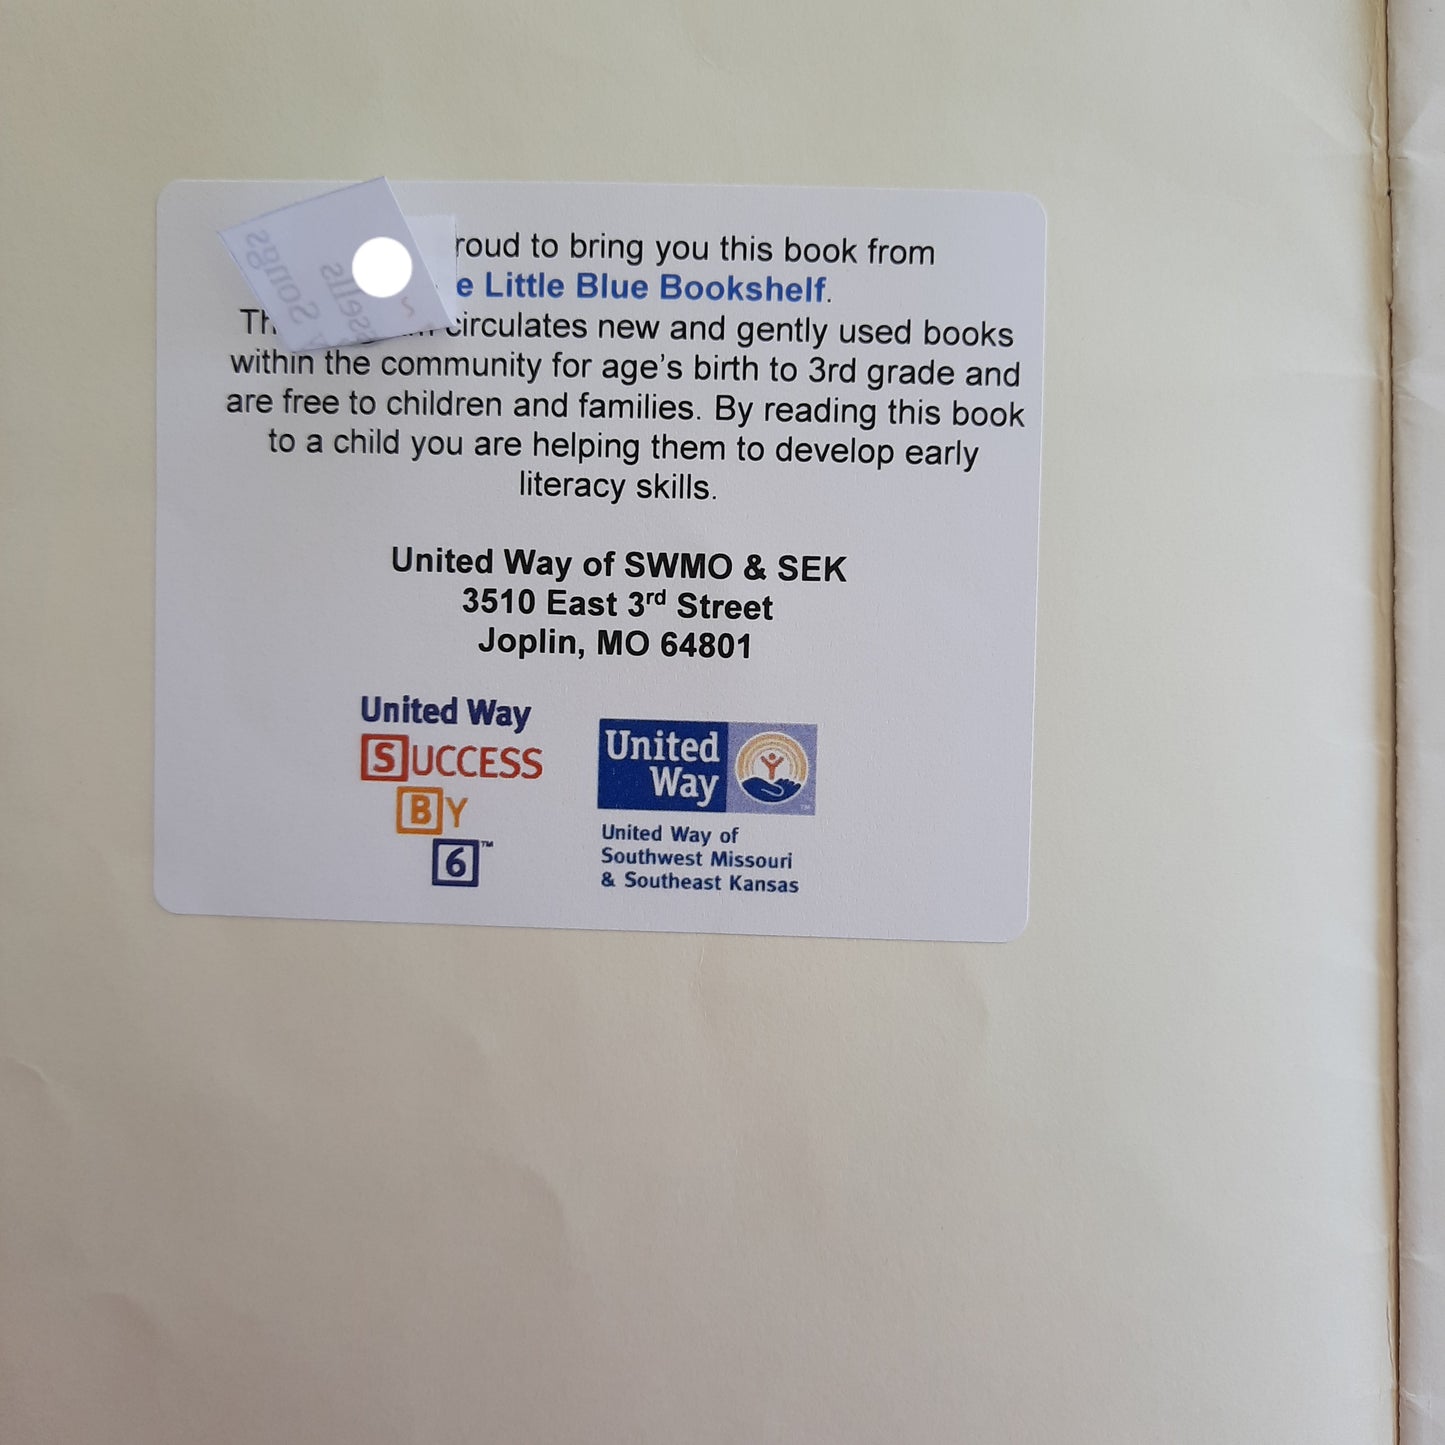 roud to bring you this book from
e Little Blue Bookshelf.
Th circulates new and gently used books
within the community for age's birth to 3rd grade and
are free to children and families. By reading this book
to a child you are helping them to develop early
literacy skills.
United Way of SWMO & SEK
3510 East 3rd Street
Joplin, MO 64801
United Way
SUCCESS
BY
6™
United
Way
™
United Way of
Southwest Missouri
& Southeast Kansas
Songs